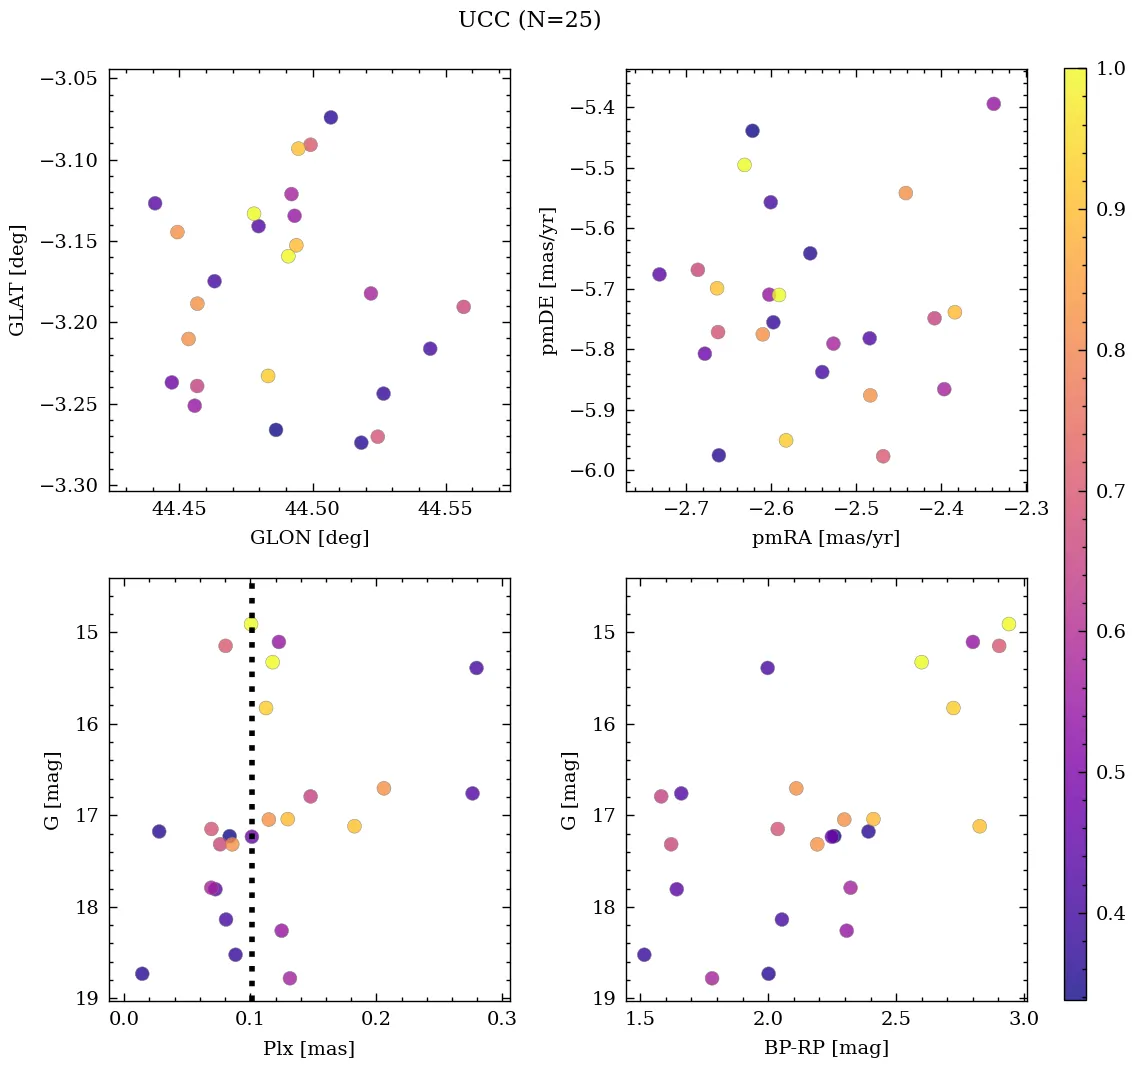 UCC (N=25)
−3.05
−3.10
−3.15
−3.20
−3.25
−3.30
GLAT [deg]
44.45 44.50 44.55
GLON [deg]
−5.4
−5.5
−5.6
−5.7
−5.8
−5.9
−6.0
pmDE [mas/yr]
−2.7 −2.6 −2.5 −2.4 −2.3
pmRA [mas/yr]
15
16
17
18
19
G [mag]
0.0 0.1 0.2 0.3
Plx [mas]
15
16
17
18
19
G [mag]
1.5 2.0 2.5 3.0
BP-RP [mag]
1.0
0.9
0.8
0.7
0.6
0.5
0.4